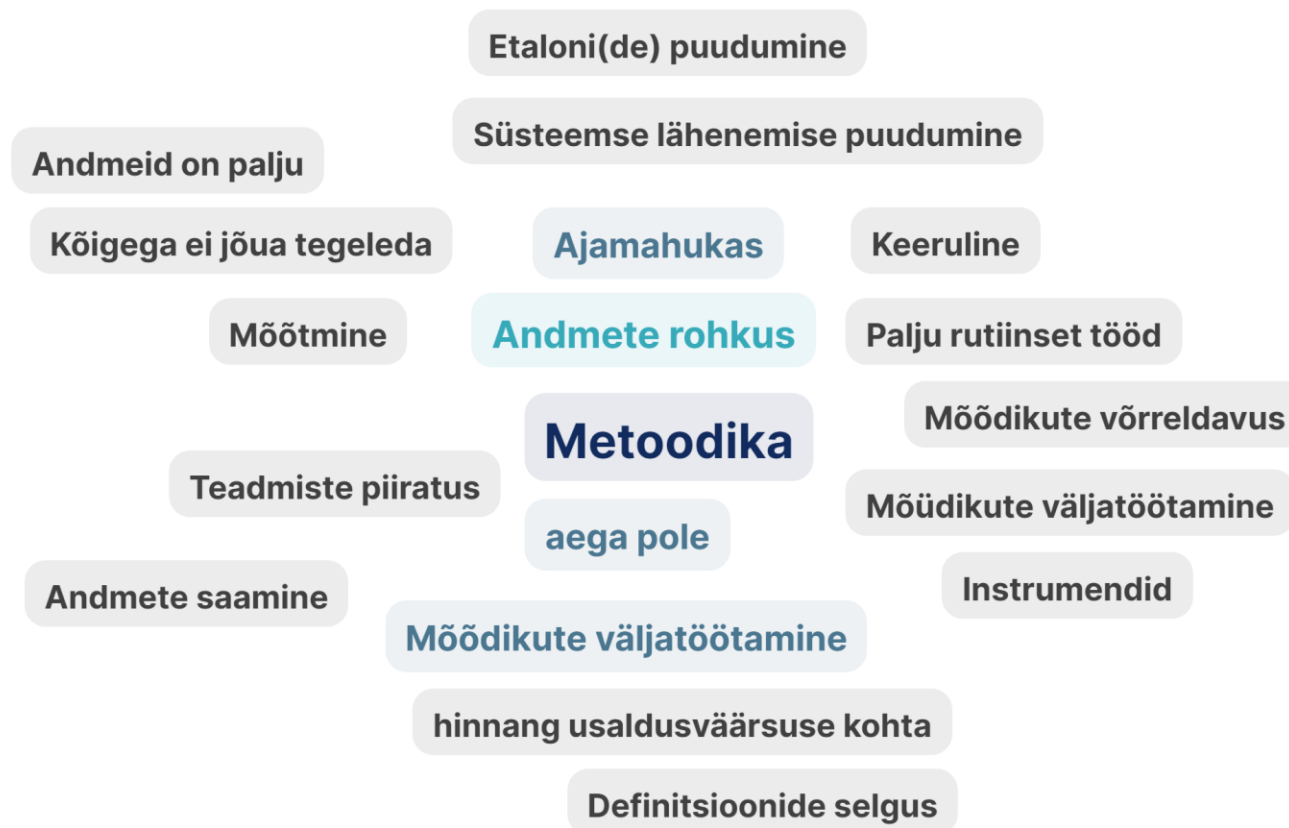 Etaloni(de) puudumine
Süsteemse lähenemise puudumine
Andmeid on palju
Kõigega ei jõua tegeleda
Ajamahukas
Keeruline
Mõõtmine
Andmete rohkus
Palju rutiinset tööd
Mõõdikute võrreldavus
Metoodika
Teadmiste piiratus
Mõüdikute väljatöötamine
aega pole
Andmete saamine
Instrumendid
Mõõdikute väljatöötamine
hinnang usaldusväärsuse kohta
Definitsioonide selgus